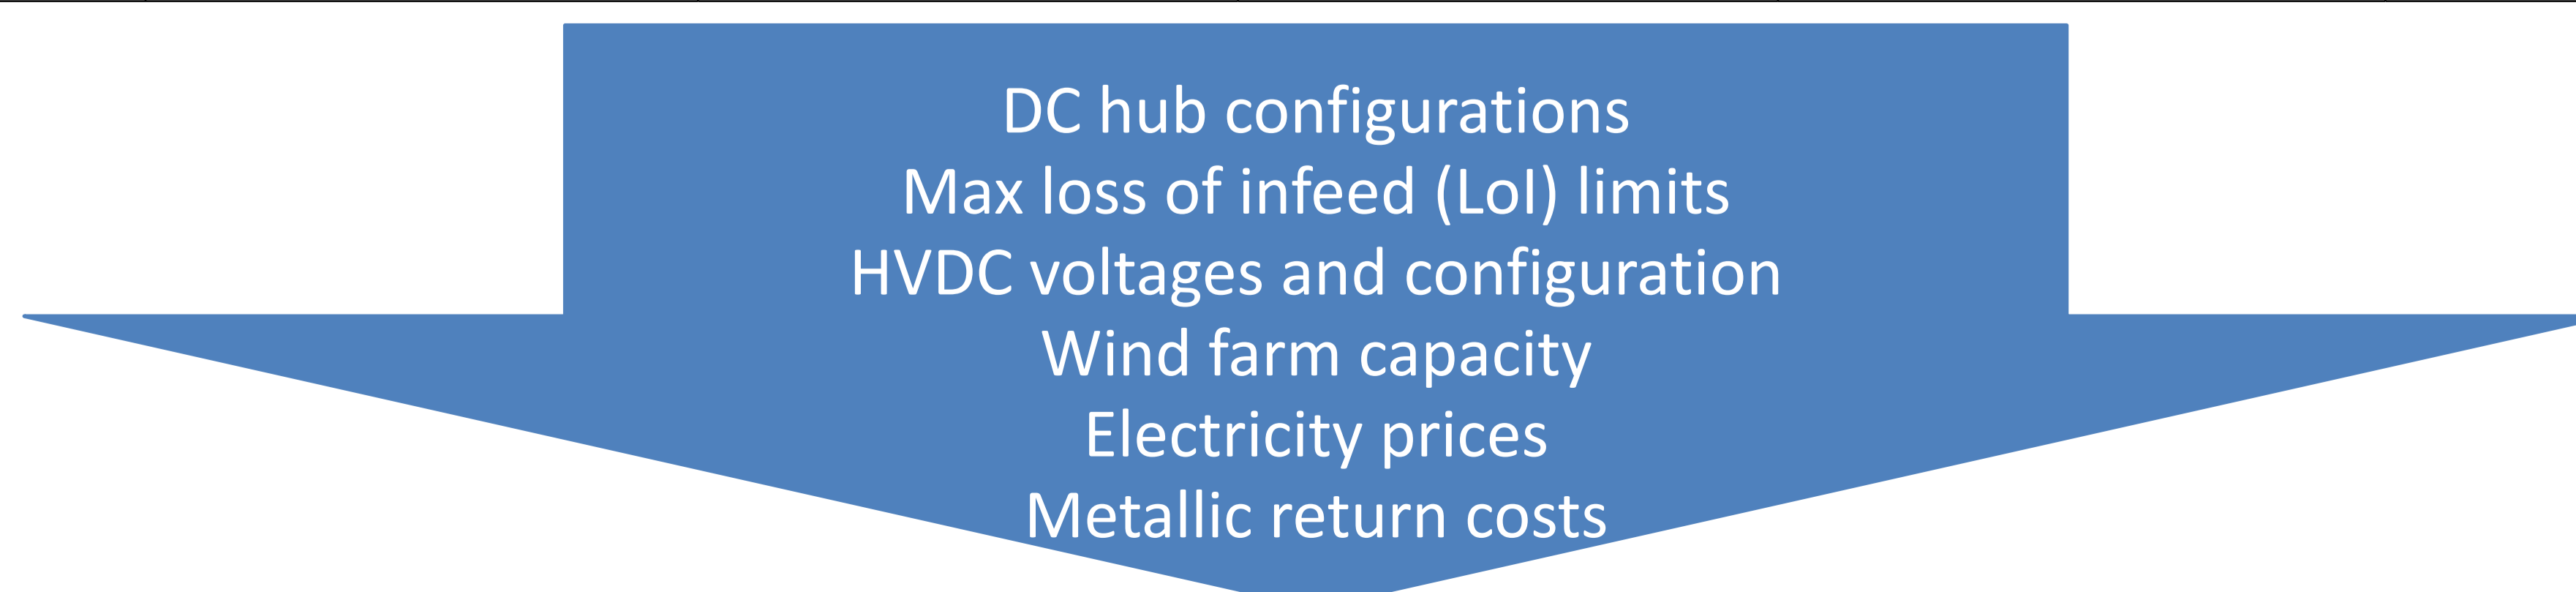 DC hub configurations
Max loss of infeed (LoI) limits
HVDC voltages and configuration
Wind farm capacity
Electricity prices
Metallic return costs